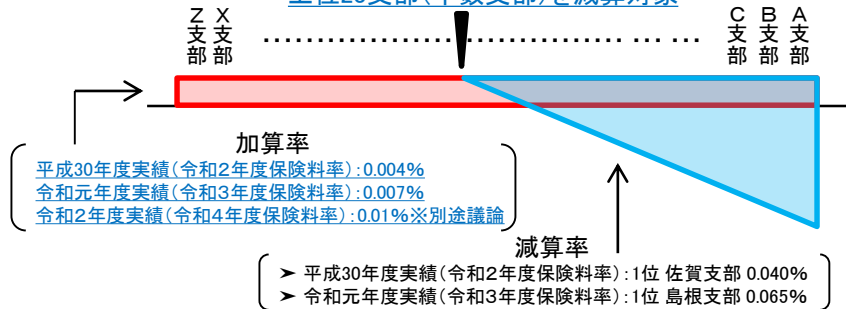 Z支部
X支部
C支部
B支部
A支部
加算率
平成30年度実績(令和2年度保険料率):0.004%
令和元年度実績(令和3年度保険料率):0.007%
令和2年度実績(令和4年度保険料率):0.01%※別途議論
減算率
➤ 平成30年度実績(令和2年度保険料率):1位 佐賀支部 0.040%
➤ 令和元年度実績(令和3年度保険料率):1位 島根支部 0.065%